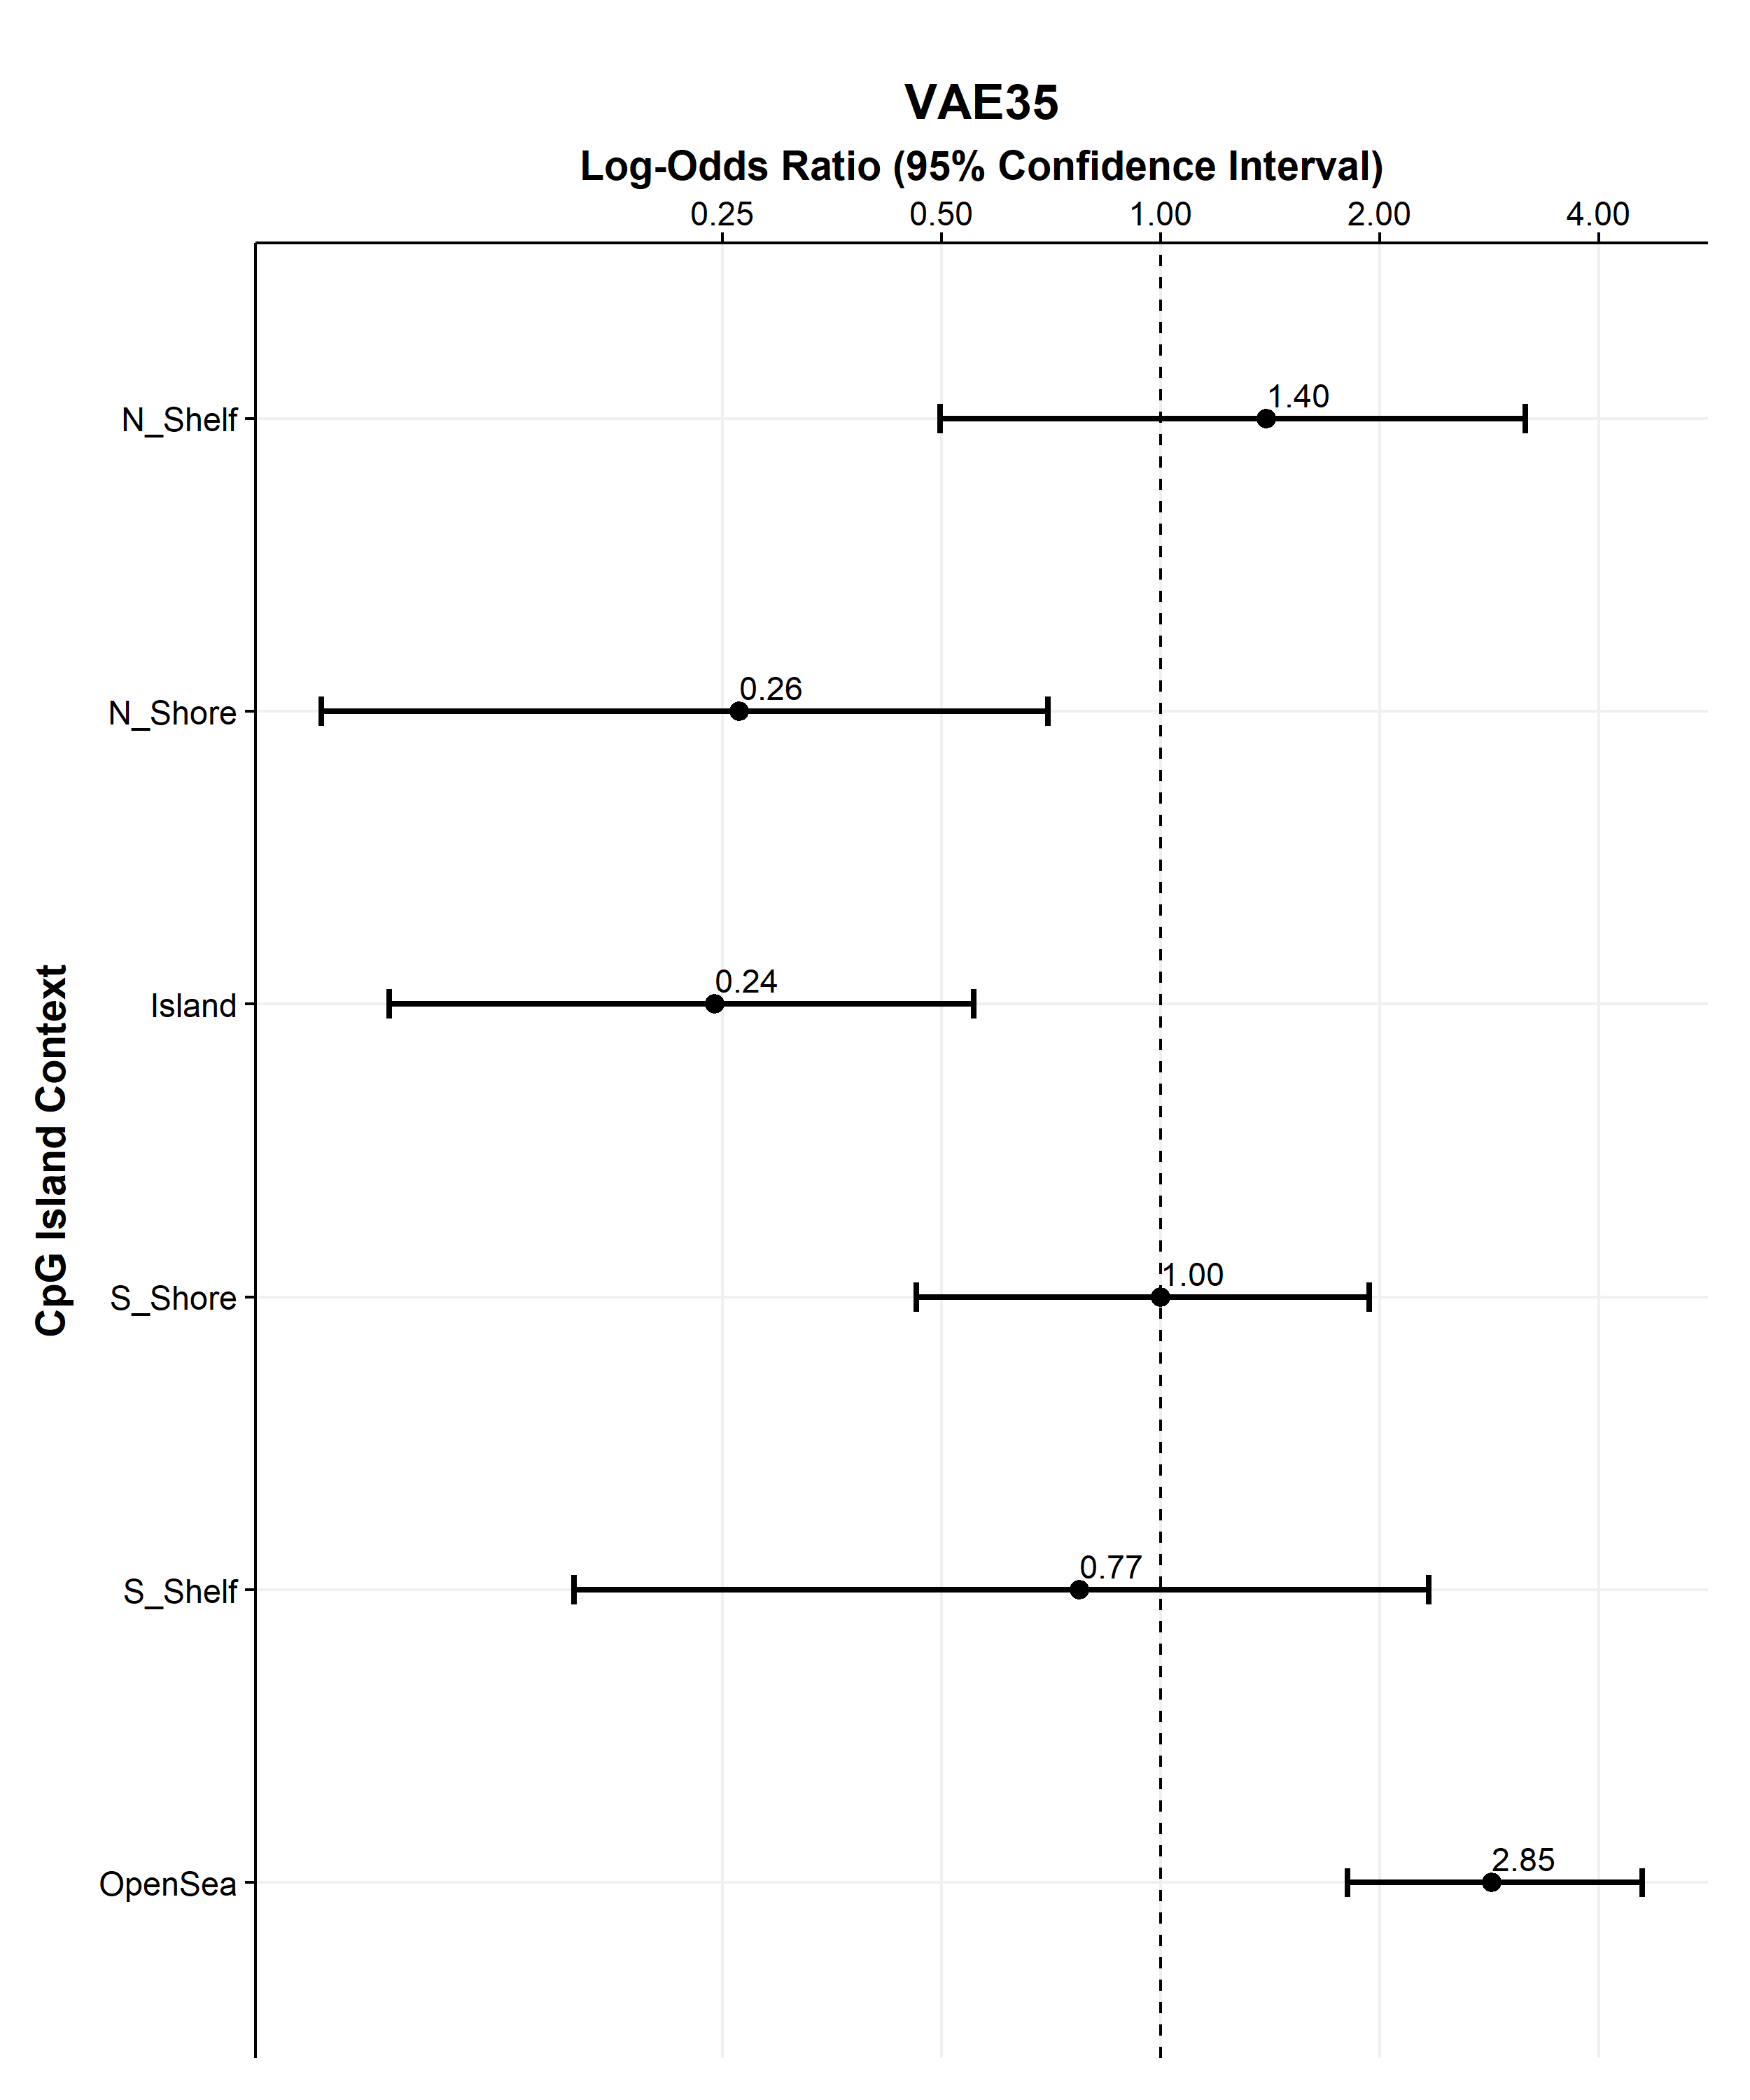 VAE35
Log-Odds Ratio (95% Confidence Interval)
0.25 0.50 1.00 2.00 4.00
N_Shelf
1.40
N_Shore
0.26
Island
0.24
CpG Island Context
S_Shore
1.00
S_Shelf
0.77
OpenSea
2.85